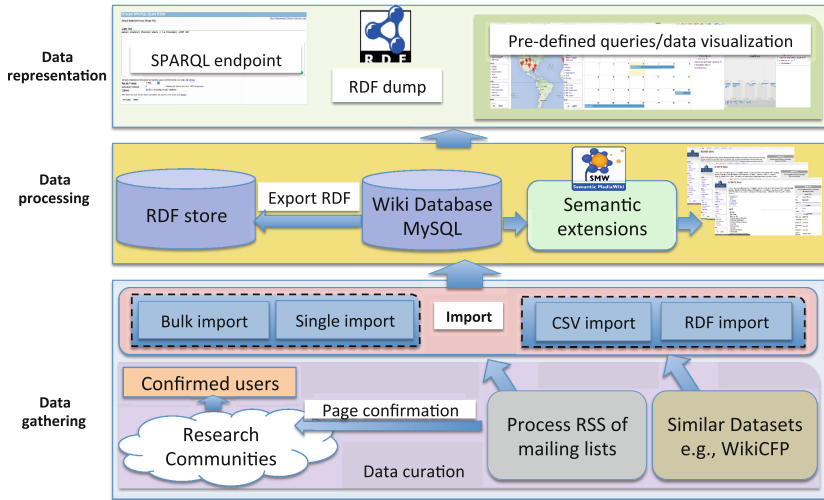 Data
representation
SPARQL endpoint
RDF
RDF dump
Pre-defined queries/data visualization
Data
processing
RDF store
Export RDF
Wiki Database
MySQL
SMW
Semantic MediaWiki
Semantic
extensions
Data
gathering
Bulk import
Single import
Import
CSV import
RDF import
Confirmed users
Page confirmation
Research
Communities
Data curation
Process RSS of
mailing lists
Similar Datasets
e.g., WikiCFP